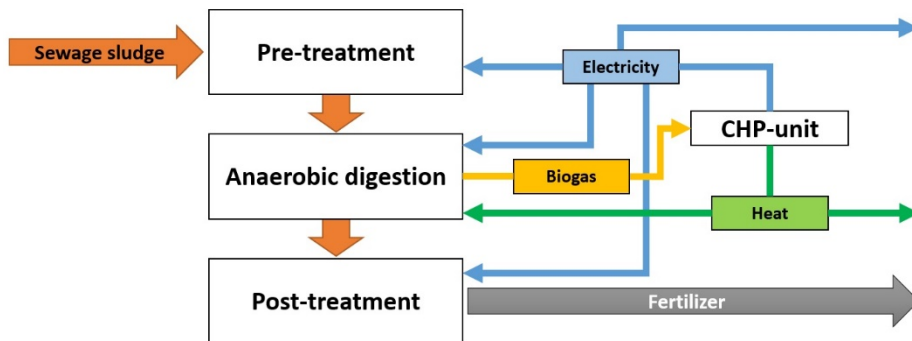 Sewage sludge
Pre-treatment
Electricity
CHP-unit
Anaerobic digestion
Biogas
Heat
Post-treatment
Fertilizer